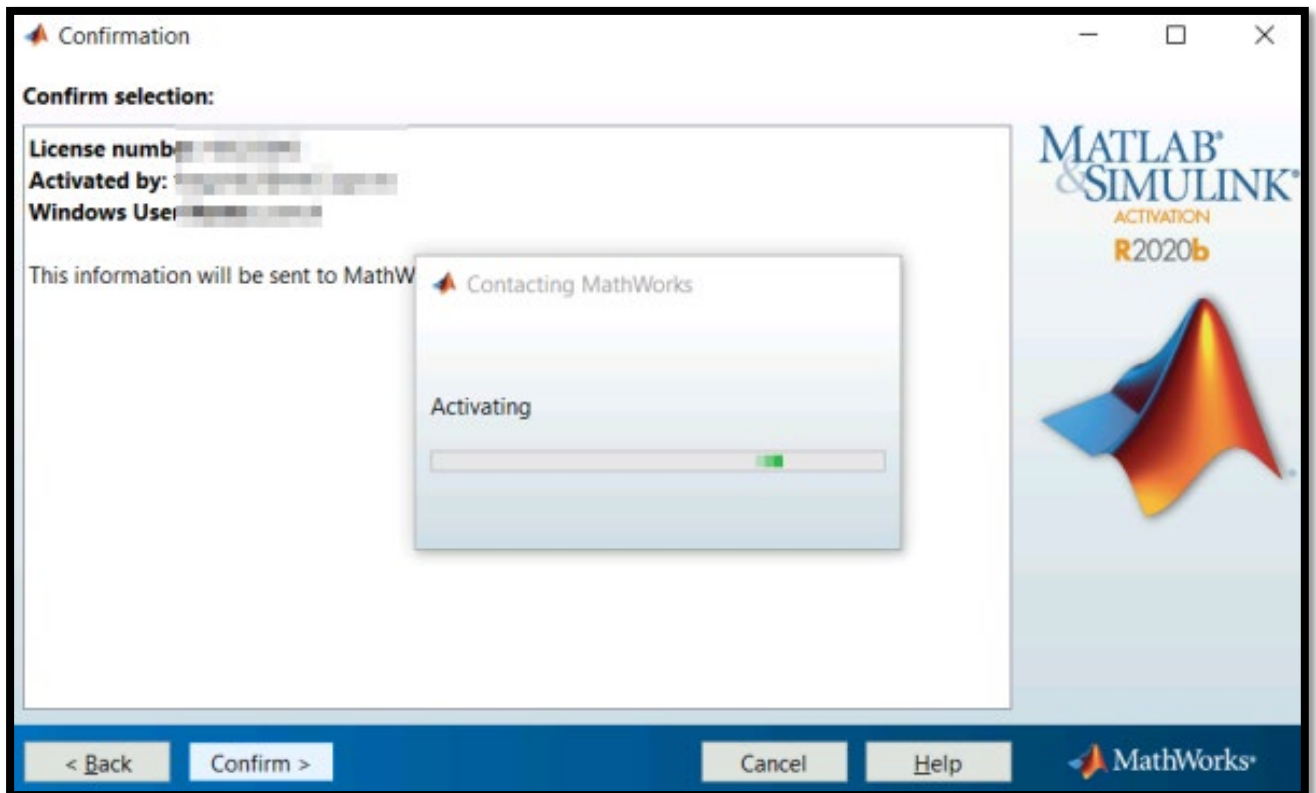 Confirmation
Confirm selection:
License numb
Activated by:
Windows User
This information will be sent to MathW
Contacting MathWorks
Activating
MATLAB®
&SIMULINK®
ACTIVATION
R2020b
< Back
Confirm >
Cancel
Help
MathWorks®